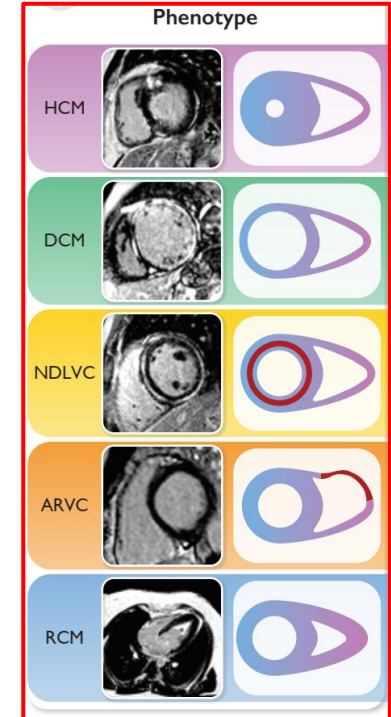 Phenotype
HCM
DCM
NDLVC
ARVC
RCM